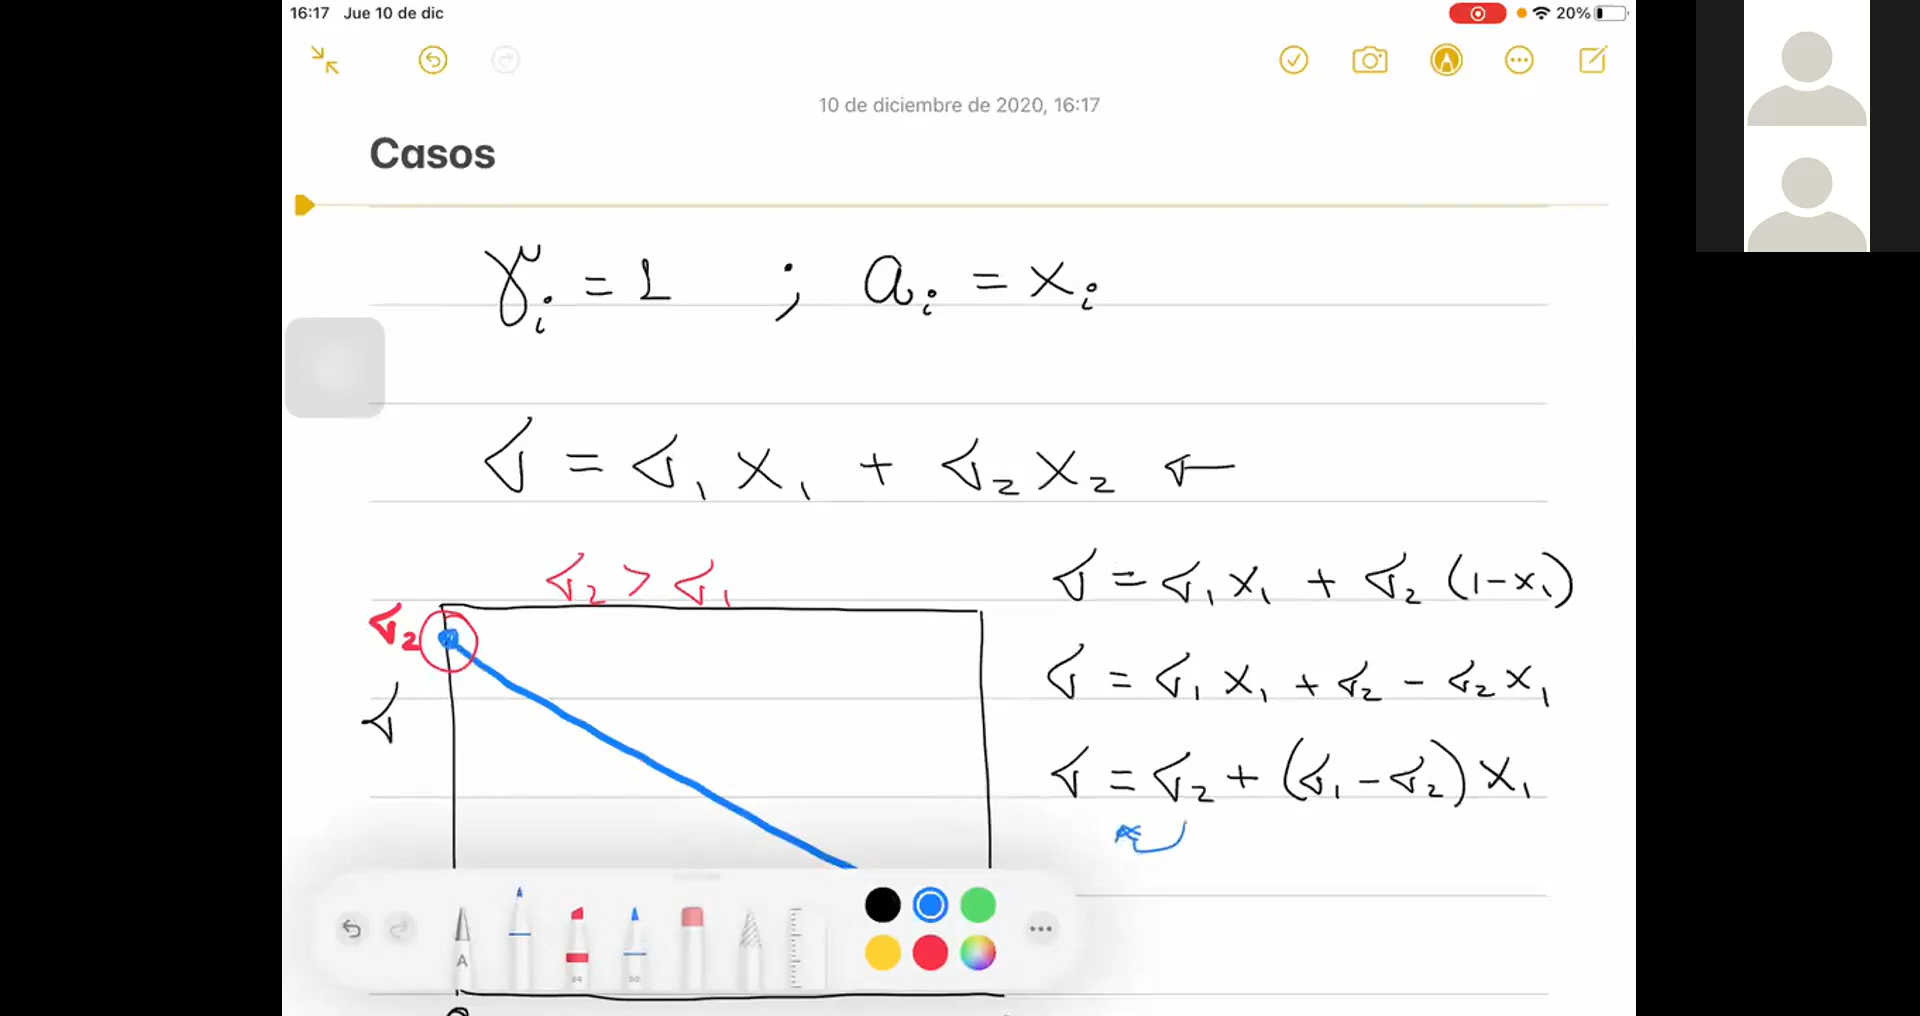 16:17 Jue 10 de dic 20%
10 de diciembre de 2020, 16:17
Casos
γᵢ = 1 ; aᵢ = xᵢ
σ = σ₁ x₁ + σ₂ x₂ ←
σ₂ > σ₁
σ = σ₁ x₁ + σ₂ (1-x₁)
σ₂
σ = σ₁ x₁ + σ₂ - σ₂ x₁
σ
σ = σ₂ + (σ₁ - σ₂) x₁
A